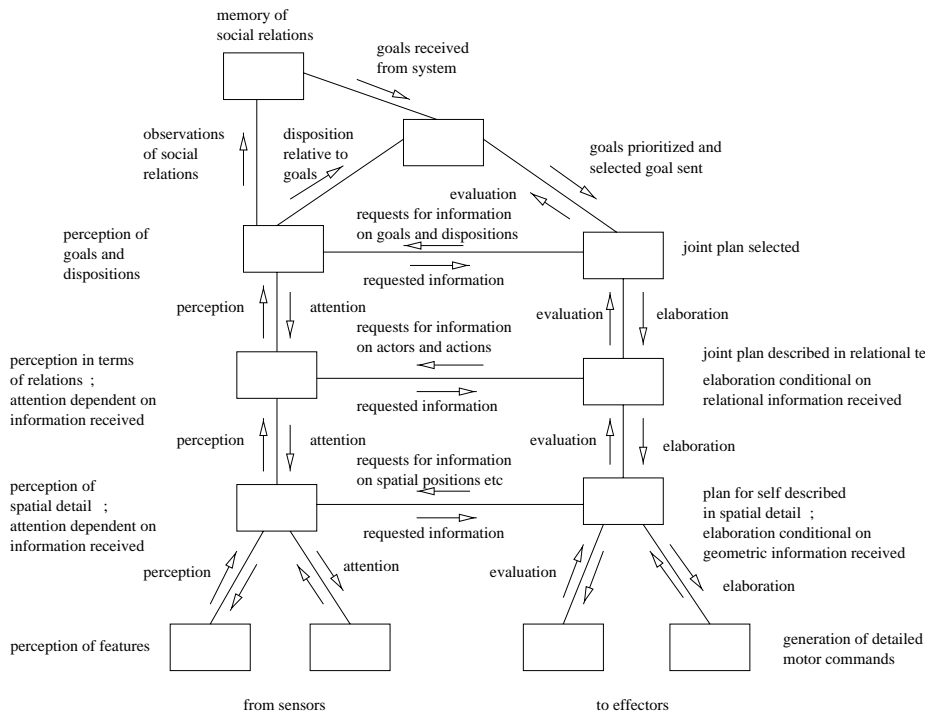 memory of
social relations
goals received
from system
observations
of social
relations
disposition
relative to
goals
goals prioritized and
selected goal sent
evaluation
requests for information
on goals and dispositions
perception of
goals and
dispositions
joint plan selected
requested information
perception
attention
evaluation
elaboration
requests for information
on actors and actions
perception in terms
of relations ;
attention dependent on
information received
joint plan described in relational te
elaboration conditional on
relational information received
requested information
perception
attention
evaluation
elaboration
requests for information
on spatial positions etc
perception of
spatial detail ;
attention dependent on
information received
plan for self described
in spatial detail ;
elaboration conditional on
geometric information received
requested information
perception
attention
evaluation
elaboration
perception of features
generation of detailed
motor commands
from sensors
to effectors